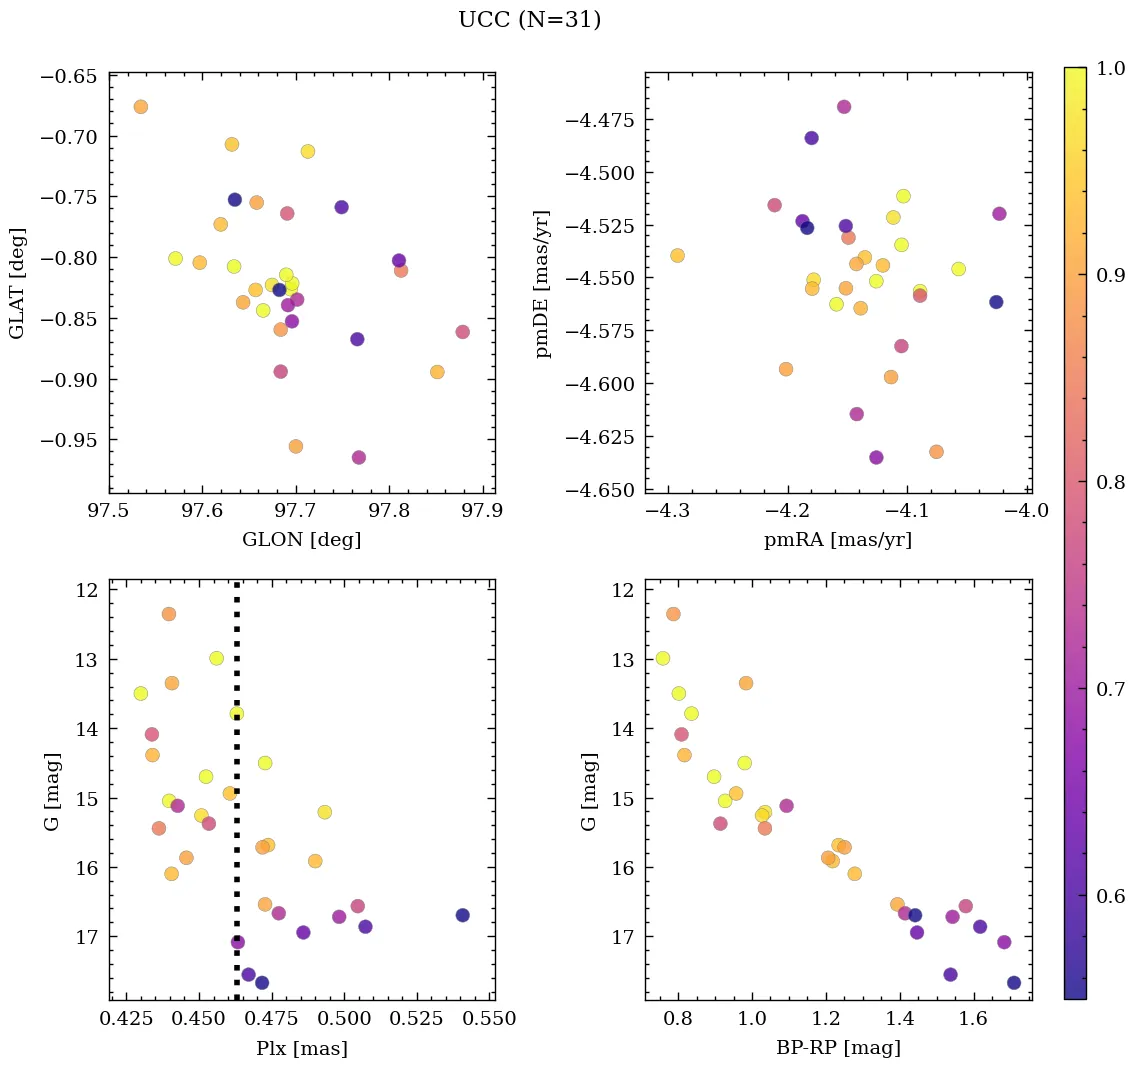 UCC (N=31)
−0.65
−0.70
−0.75
−0.80
−0.85
−0.90
−0.95
GLAT [deg]
97.5 97.6 97.7 97.8 97.9
GLON [deg]
−4.475
−4.500
−4.525
−4.550
−4.575
−4.600
−4.625
−4.650
pmDE [mas/yr]
−4.3 −4.2 −4.1 −4.0
pmRA [mas/yr]
12
13
14
15
16
17
G [mag]
0.425 0.450 0.475 0.500 0.525 0.550
Plx [mas]
12
13
14
15
16
17
G [mag]
0.8 1.0 1.2 1.4 1.6
BP-RP [mag]
1.0
0.9
0.8
0.7
0.6